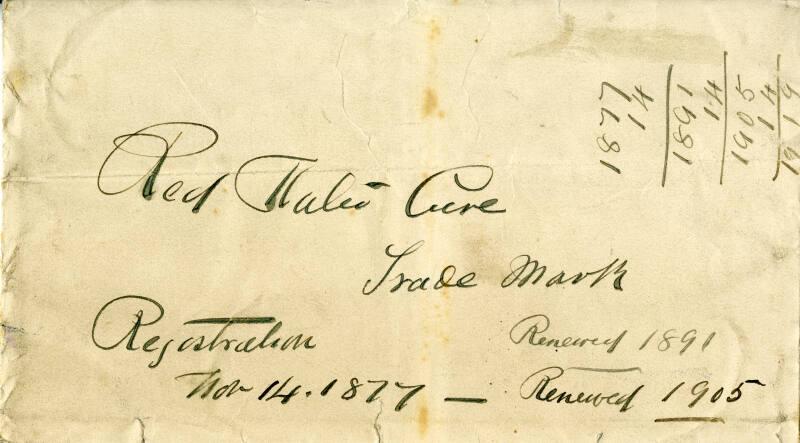 Red Cure
Trade Mark
Registration
Renewed 1891
Nov 14. 1877 — Renewed 1905
1877
14
1891
14
1905
14
1919